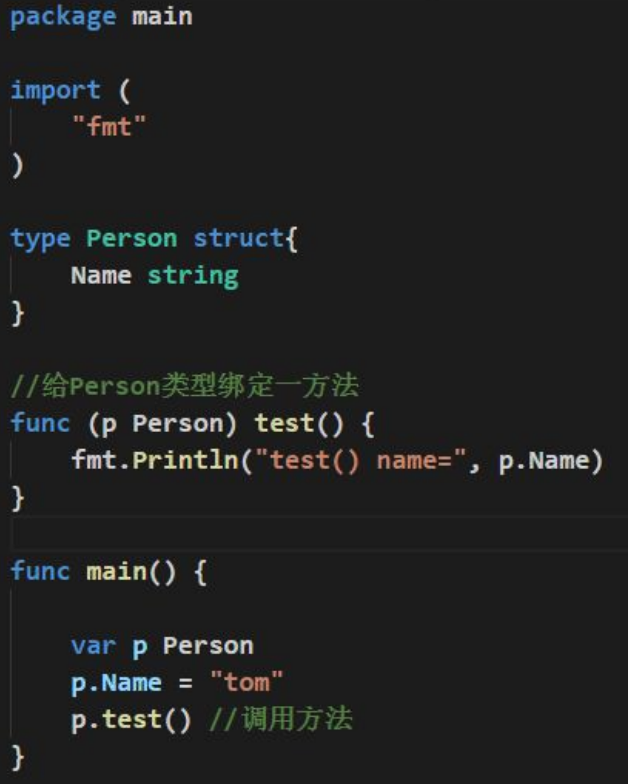 package main
import (
"fmt"
)
type Person struct{
Name string
}
//给Person类型绑定一方法
func (p Person) test() {
fmt.Println("test() name=", p.Name)
}
func main() {
var p Person
p.Name = "tom"
p.test() //调用方法
}